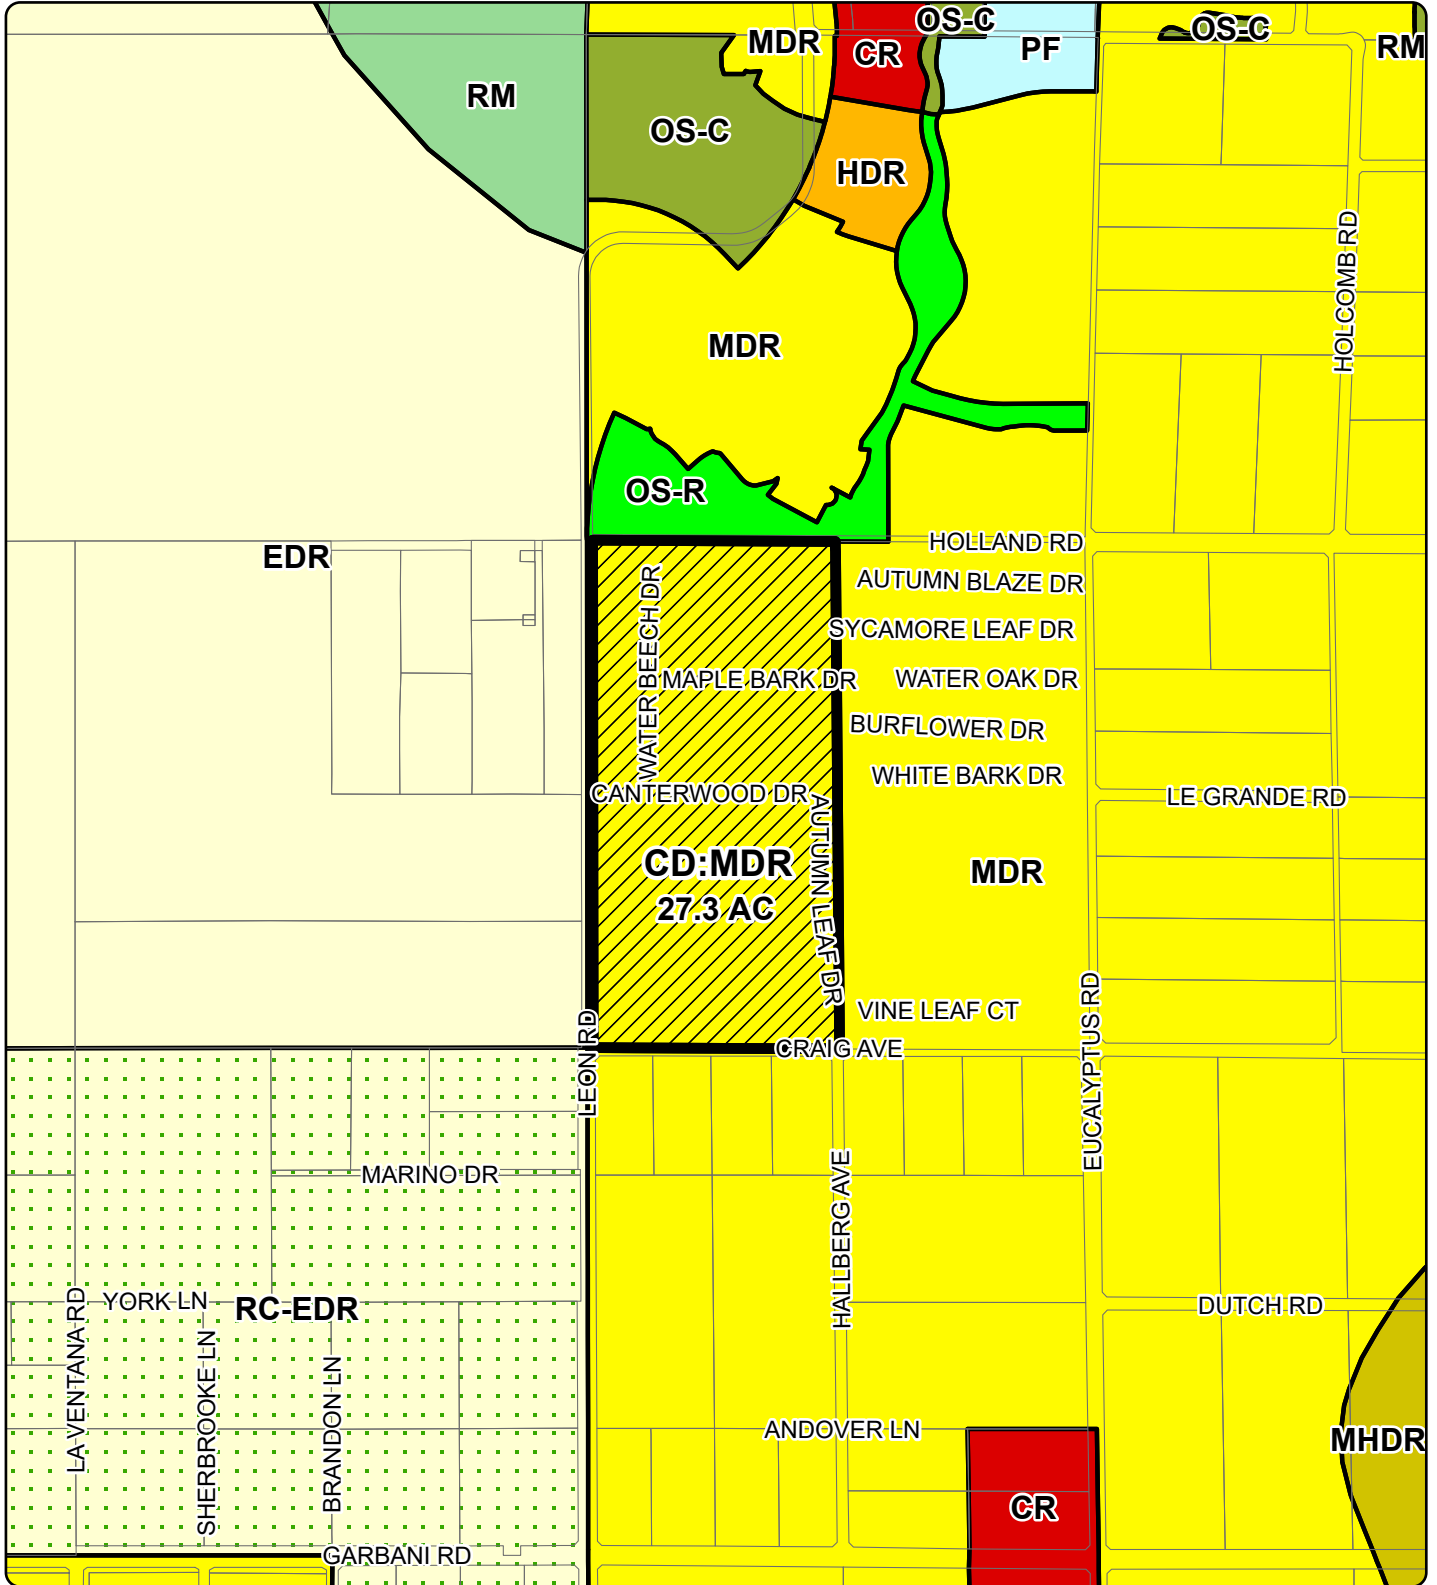 OS-C
OS-C
MDR
CR
PF
RM
RM
OS-C
HDR
HOLCOMB RD
MDR
OS-R
HOLLAND RD
EDR
AUTUMN BLAZE DR
WATER BEECH DR
SYCAMORE LEAF DR
MAPLE BARK DR
WATER OAK DR
BURFLOWER DR
WHITE BARK DR
CANTERWOOD DR
LE GRANDE RD
AUTUMN LEAF DR
CD:MDR
27.3 AC
MDR
VINE LEAF CT
LEON RD
CRAIG AVE
EUCALYPTUS RD
MARINO DR
HALLBERG AVE
YORK LN
RC-EDR
DUTCH RD
LA VENTANA RD
SHERBROOKE LN
BRANDON LN
ANDOVER LN
MHDR
CR
GARBANI RD